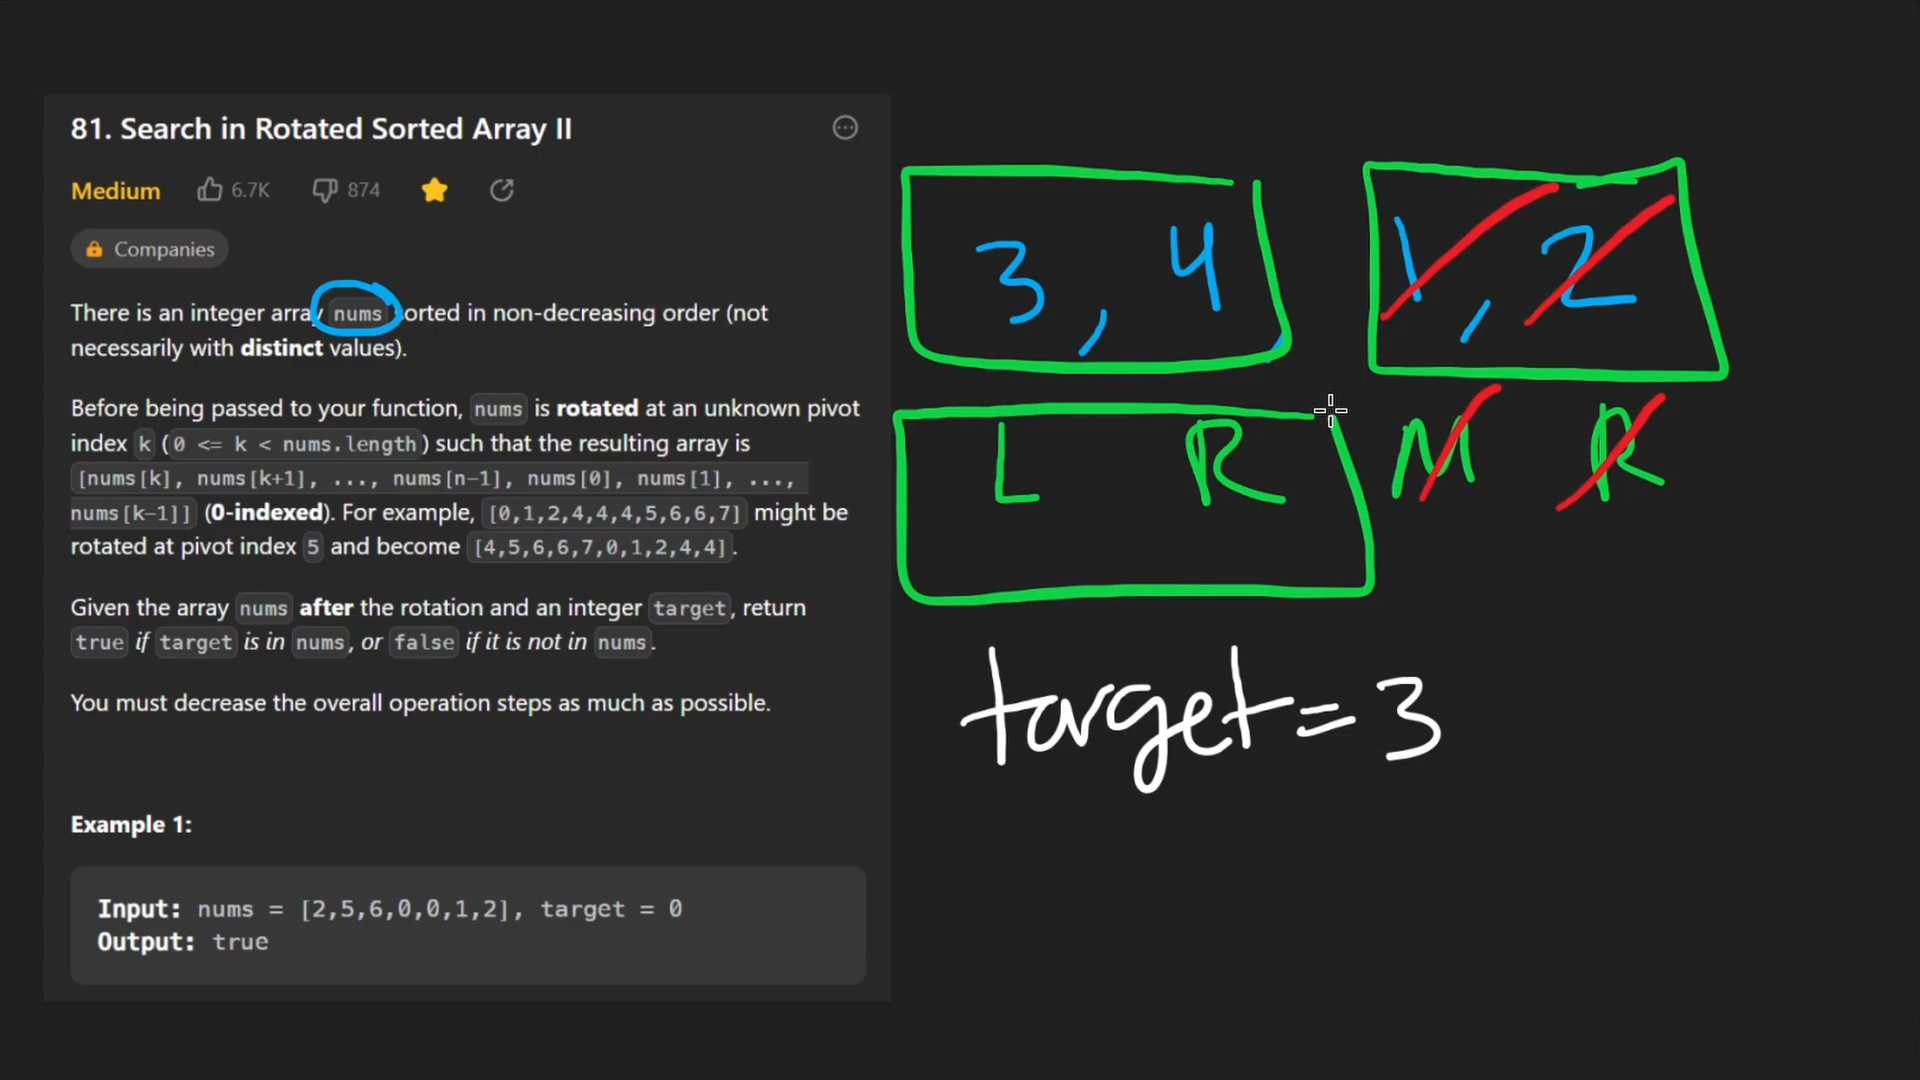 81. Search in Rotated Sorted Array II
Medium 6.7K 874
Companies
There is an integer array nums sorted in non-decreasing order (not
necessarily with distinct values).
Before being passed to your function, nums is rotated at an unknown pivot
index k (0 <= k < nums.length) such that the resulting array is
[nums[k], nums[k+1], ..., nums[n-1], nums[0], nums[1], ...,
nums[k-1]] (0-indexed). For example, [0,1,2,4,4,4,5,6,6,7] might be
rotated at pivot index 5 and become [4,5,6,6,7,0,1,2,4,4].
Given the array nums after the rotation and an integer target, return
true if target is in nums, or false if it is not in nums.
You must decrease the overall operation steps as much as possible.
Example 1:
Input: nums = [2,5,6,0,0,1,2], target = 0
Output: true
3, 4, 1, 2
L R M R
target = 3